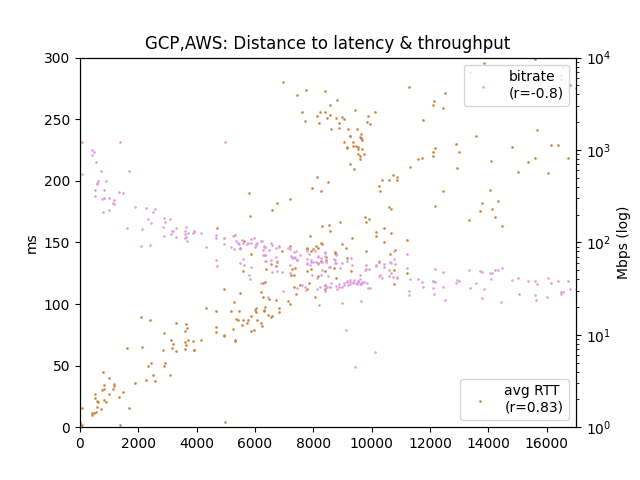 GCP,AWS: Distance to latency & throughput
300
250
200
150
100
50
0
ms
bitrate
(r=-0.8)
avg RTT
(r=0.83)
10^4
10^3
10^2
10^1
10^0
Mbps (log)
0 2000 4000 6000 8000 10000 12000 14000 16000